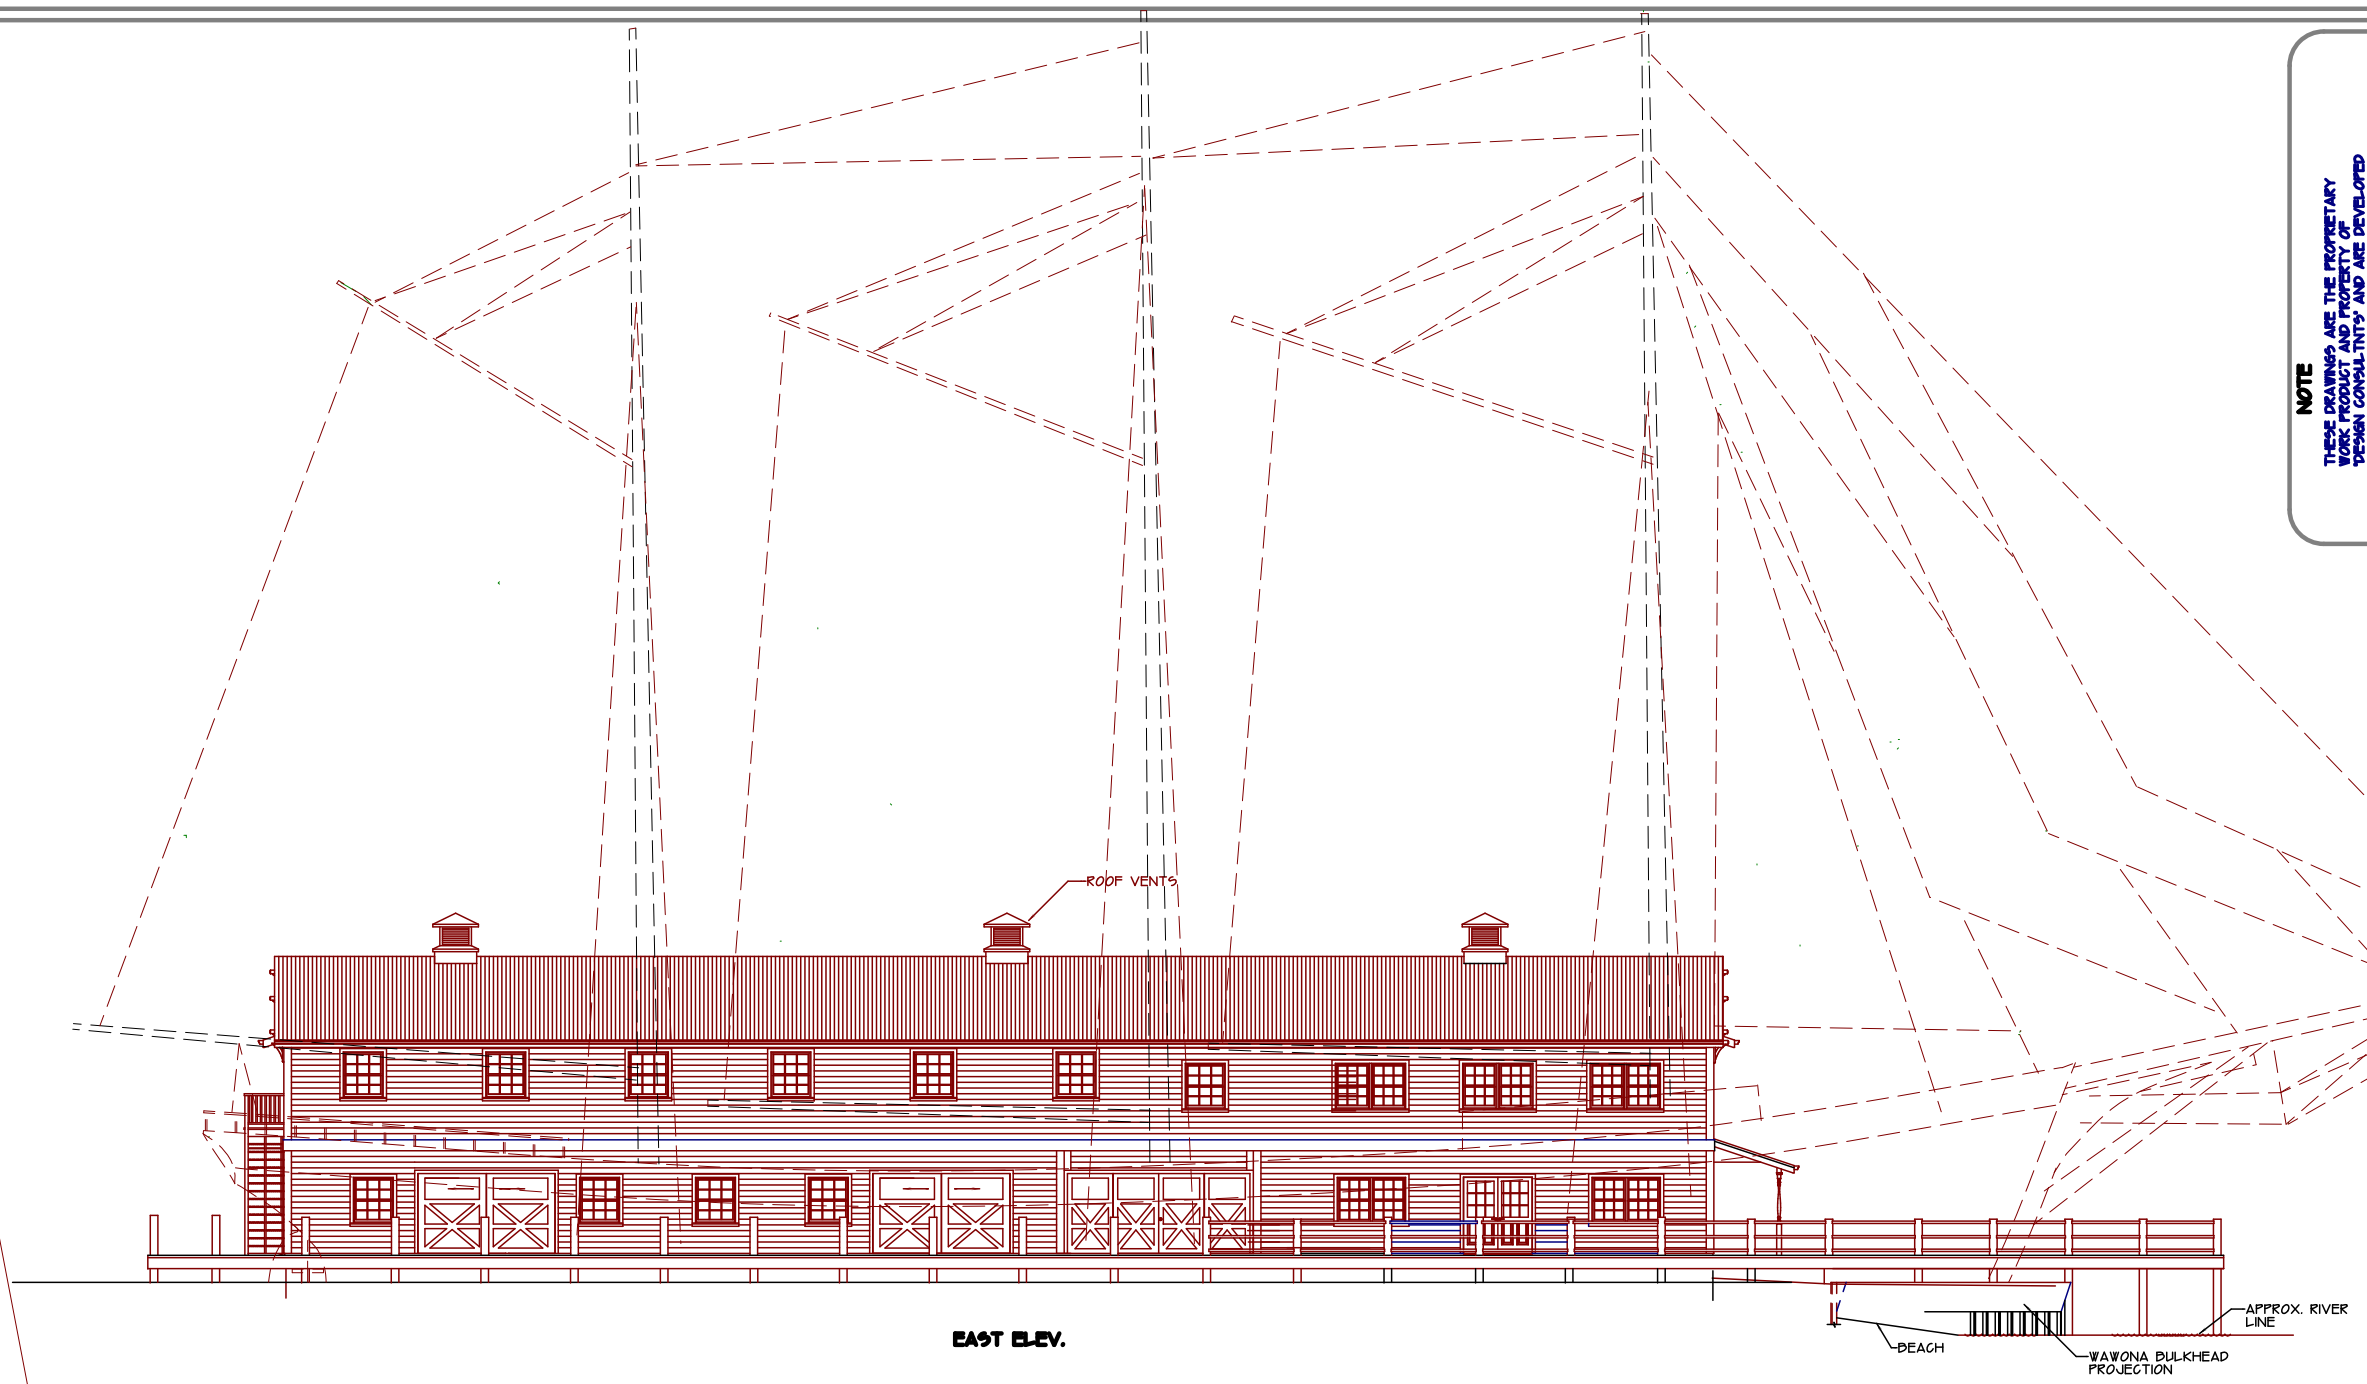 NOTE
THESE DRAWINGS ARE THE PROPRIETARY
WORK PRODUCT AND PROPERTY OF
'DESIGN CONSULTNTS' AND ARE DEVELOPED
ROOF VENTS
EAST ELEV.
APPROX. RIVER
LINE
BEACH
WAWONA BULKHEAD
PROJECTION